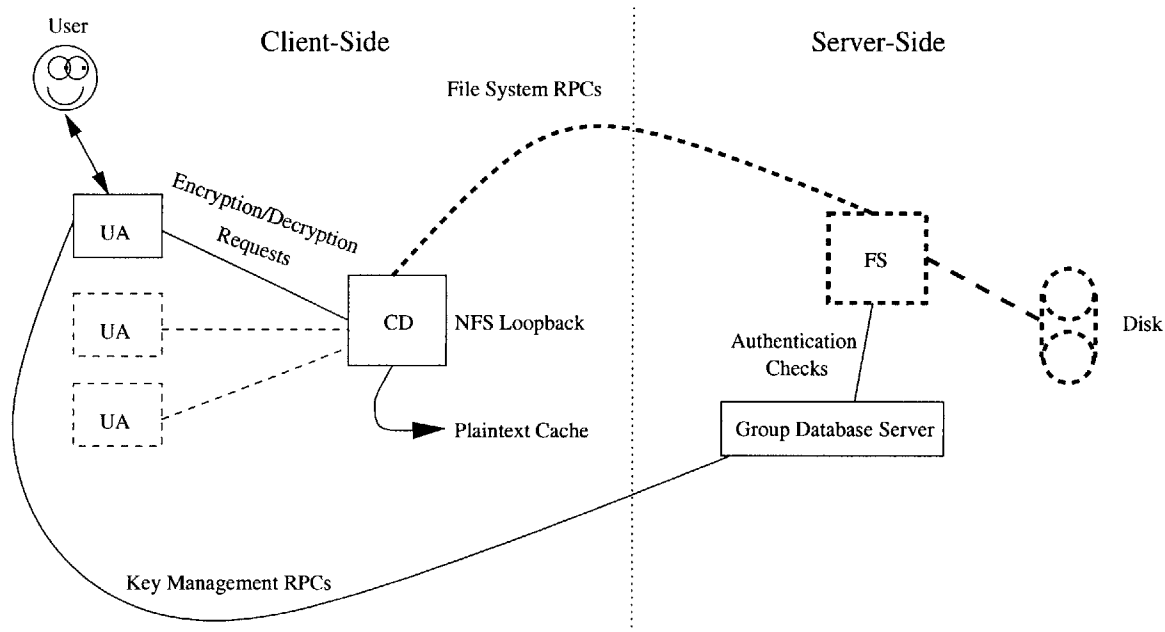 User
Client-Side
Server-Side
File System RPCs
Encryption/Decryption
Requests
UA
UA
UA
CD
NFS Loopback
Plaintext Cache
FS
Disk
Authentication
Checks
Group Database Server
Key Management RPCs